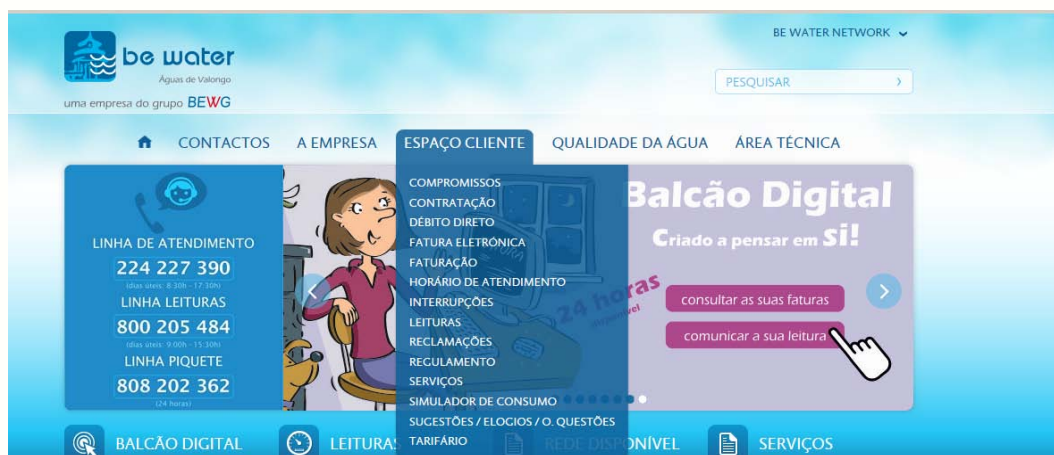 BE WATER NETWORK
be water
Águas de Valongo
uma empresa do grupo BEWG
PESQUISAR
CONTACTOS A EMPRESA ESPAÇO CLIENTE QUALIDADE DA ÁGUA ÁREA TÉCNICA
LINHA DE ATENDIMENTO
224 227 390
(dias úteis: 8:30h - 17:30h)
LINHA LEITURAS
800 205 484
(dias úteis: 9:00h - 15:30h)
LINHA PIQUETE
808 202 362
(24 horas)
COMPROMISSOS
CONTRATAÇÃO
DÉBITO DIRETO
FATURA ELETRÓNICA
FATURAÇÃO
HORÁRIO DE ATENDIMENTO
INTERRUPÇÕES
LEITURAS
RECLAMAÇÕES
REGULAMENTO
SERVIÇOS
SIMULADOR DE CONSUMO
SUGESTÕES / ELOGIOS / O. QUESTÕES
TARIFÁRIO
Balcão Digital
Criado a pensar em si!
24 horas
disponível
consultar as suas faturas
comunicar a sua leitura
BALCÃO DIGITAL LEITURAS REDE DISPONÍVEL SERVIÇOS